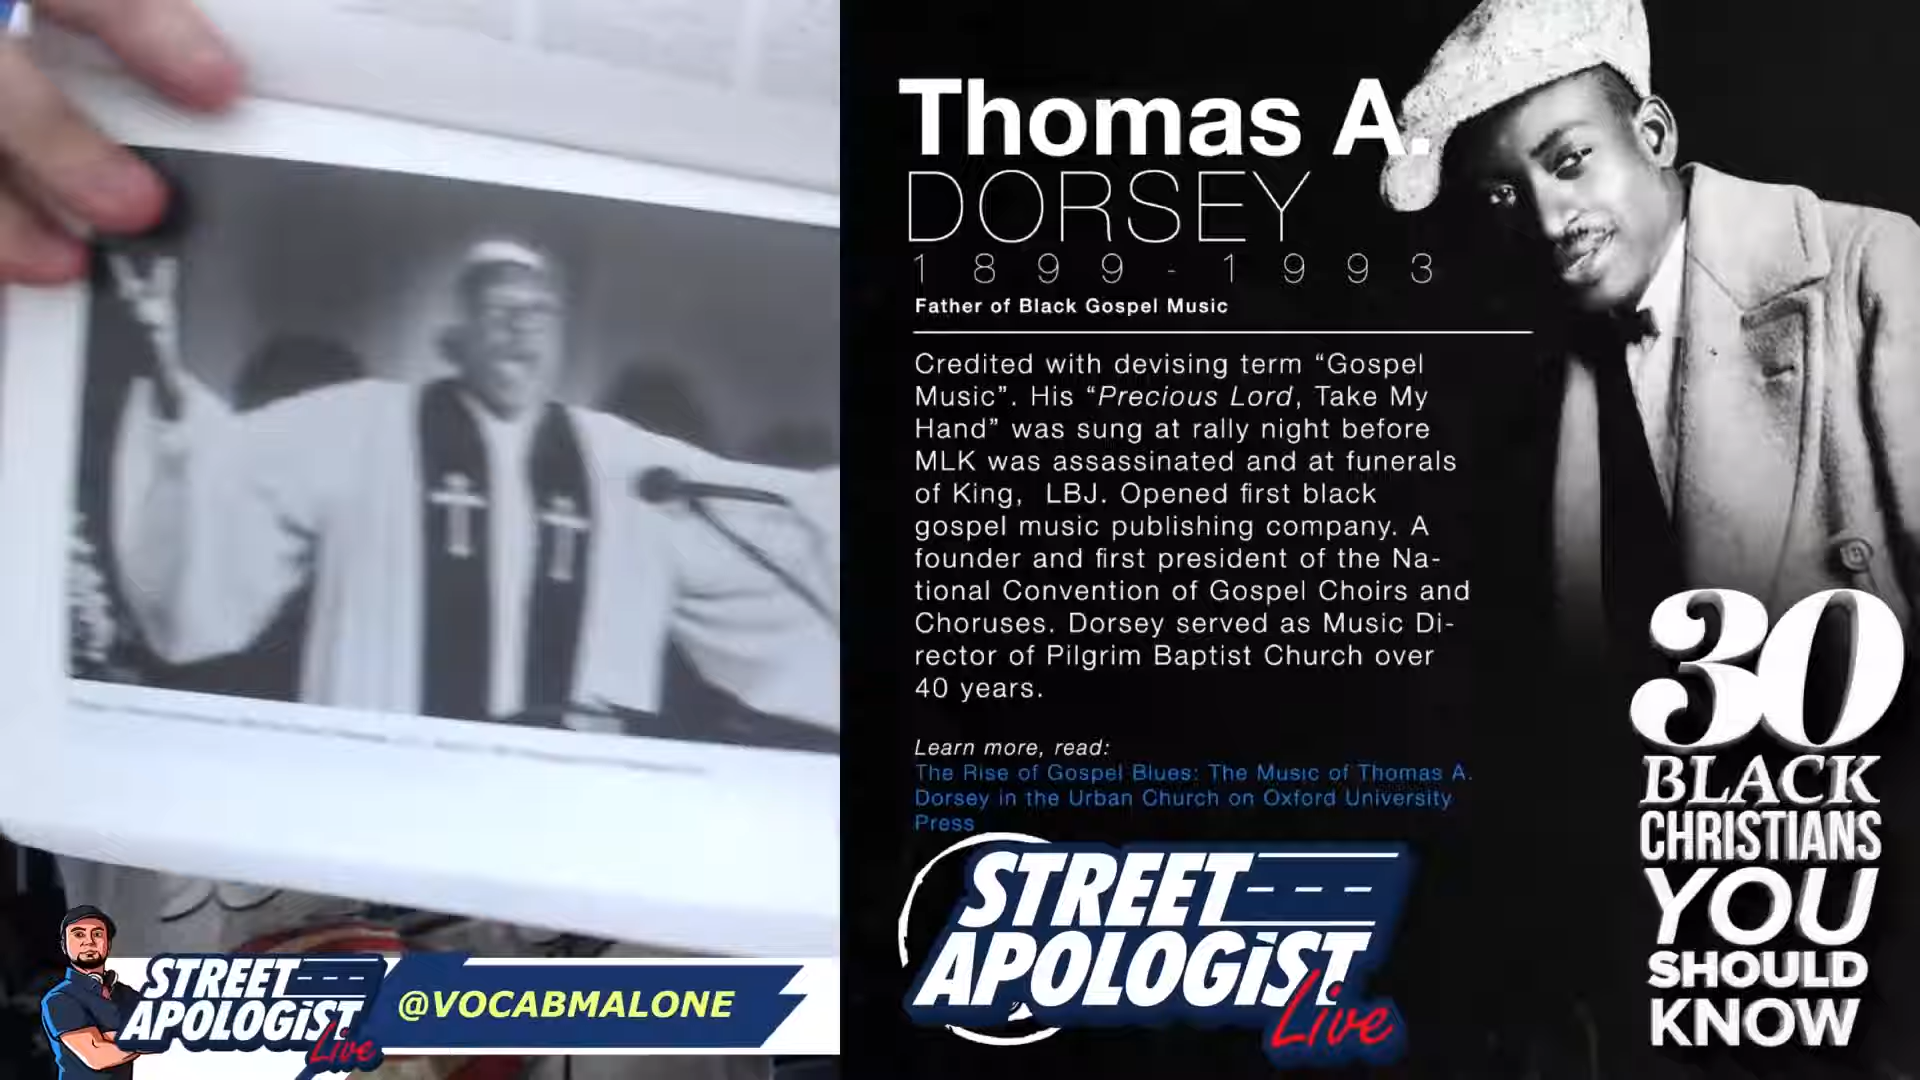 Thomas A.
DORSEY
1899-1993
Father of Black Gospel Music
Credited with devising term “Gospel
Music”. His “Precious Lord, Take My
Hand” was sung at rally night before
MLK was assassinated and at funerals
of King, LBJ. Opened first black
gospel music publishing company. A
founder and first president of the Na-
tional Convention of Gospel Choirs and
Choruses. Dorsey served as Music Di-
rector of Pilgrim Baptist Church over
40 years.
Learn more, read:
The Rise of Gospel Blues: The Music of Thomas A.
Dorsey in the Urban Church on Oxford University
Press
STREET
APOLOGiST
Live
30
BLACK
CHRISTIANS
YOU
SHOULD
KNOW
STREET
APOLOGiST
Live
@VOCABMALONE